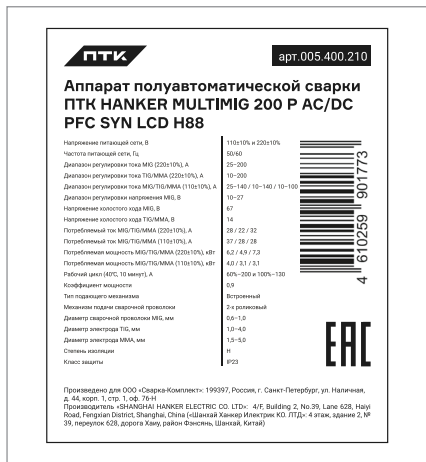 ПТК
арт.005.400.210
Аппарат полуавтоматической сварки
ПТК HANKER MULTIMIG 200 P AC/DC
PFC SYN LCD H88
Напряжение питающей сети, В 110±10% и 220±10%
Частота питающей сети, Гц 50/60
Диапазон регулировки тока MIG (220±10%), А 25–200
Диапазон регулировки тока TIG/MMA (220±10%), А 10–200
Диапазон регулировки тока MIG/TIG/MMA (110±10%), А 25–140 / 10–140 / 10–100
Диапазон регулировки напряжения MIG, В 10–27
Напряжение холостого хода MIG, В 67
Напряжение холостого хода TIG/MMA, В 14
Потребляемый ток MIG/TIG/MMA (220±10%), А 28 / 22 / 32
Потребляемый ток MIG/TIG/MMA (110±10%), А 37 / 28 / 28
Потребляемая мощность MIG/TIG/MMA (220±10%), кВт 6,2 / 4,9 / 7,3
Потребляемая мощность MIG/TIG/MMA (110±10%), кВт 4,0 / 3,1 / 3,1
Рабочий цикл (40℃, 10 минут), А 60%–200 и 100%–130
Коэффициент мощности 0,9
Тип подающего механизма Встроенный
Механизм подачи сварочной проволоки 2-х роликовый
Диаметр сварочной проволоки MIG, мм 0,6–1,0
Диаметр электрода TIG, мм 1,0–4,0
Диаметр электрода MMA, мм 1,5–5,0
Степень изоляции H
Класс защиты IP23
4 610259 901773
EAC
Произведено для ООО «Сварка-Комплект»: 199397, Россия, г. Санкт-Петербург, ул. Наличная,
д. 44, корп. 1, стр. 1, оф. 76-Н
Производитель «SHANGHAI HANKER ELECTRIC CO. LTD»: 4/F, Building 2, No.39, Lane 628, Haiyi
Road, Fengxian District, Shanghai, China («Шанхай Ханкер Илектрик КО. ЛТД»: 4 этаж, здание 2, №
39, переулок 628, дорога Хаиу, район Фэнсянь, Шанхай, Китай)